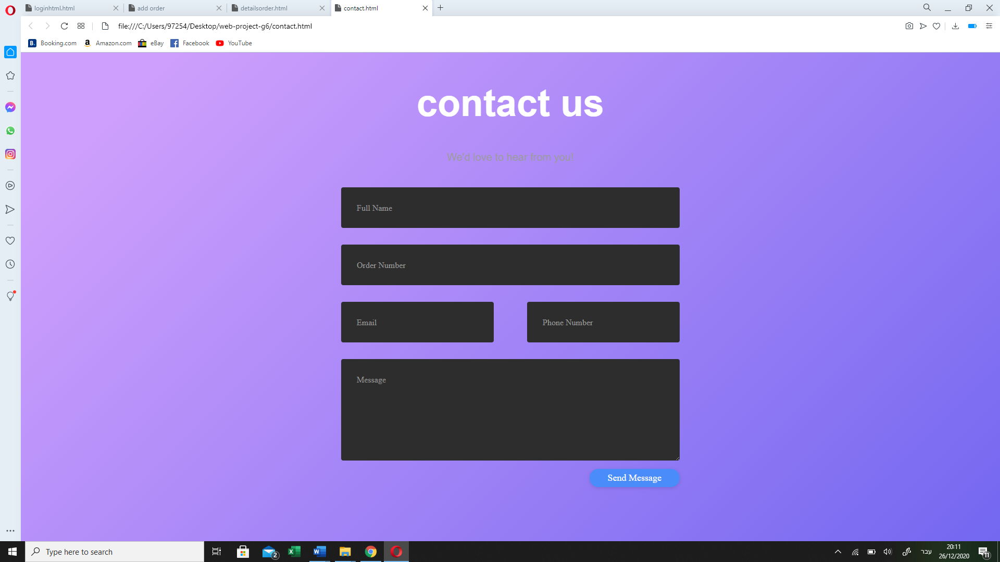 loginhtml.html
add order
detailsorder.html
contact.html
file:///C:/Users/97254/Desktop/web-project-g6/contact.html
B. Booking.com
a Amazon.com
eBay
Facebook
YouTube
contact us
We'd love to hear from you!
Full Name
Order Number
Email
Phone Number
Message
Send Message
Type here to search
2
עבר
20:11
26/12/2020
11